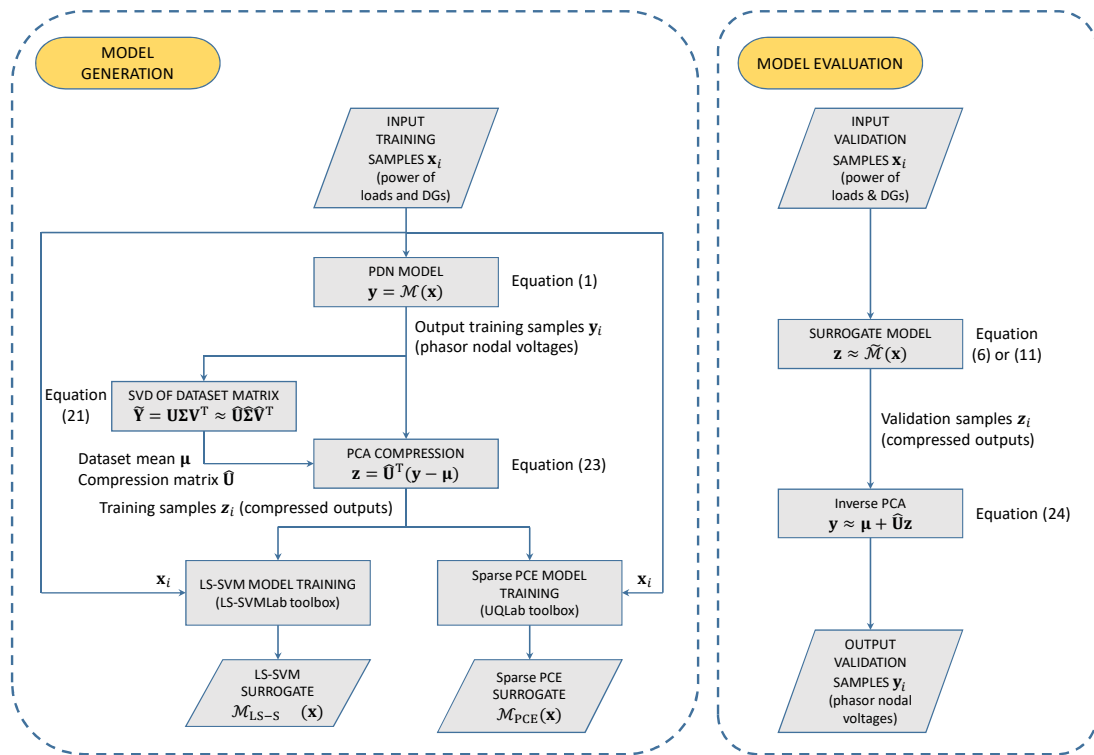 MODEL
GENERATION
INPUT
TRAINING
SAMPLES 𝐱ᵢ
(power of
loads and DGs)
PDN MODEL
𝐲 = ℳ(𝐱)
Equation (1)
Output training samples 𝐲ᵢ
(phasor nodal voltages)
Equation
(21)
SVD OF DATASET MATRIX
𝐘̃ = 𝐔𝚺𝐕ᵀ ≈ 𝐔̂𝚺̂𝐕̂ᵀ
Dataset mean 𝛍
Compression matrix 𝐔̂
PCA COMPRESSION
𝐳 = 𝐔̂ᵀ(𝐲 − 𝛍)
Equation (23)
Training samples 𝒛ᵢ (compressed outputs)
𝐱ᵢ
LS-SVM MODEL TRAINING
(LS-SVMLab toolbox)
Sparse PCE MODEL
TRAINING
(UQLab toolbox)
𝐱ᵢ
LS-SVM
SURROGATE
ℳ_LS−S (𝐱)
Sparse PCE
SURROGATE
ℳ_PCE(𝐱)
MODEL EVALUATION
INPUT
VALIDATION
SAMPLES 𝐱ᵢ
(power of
loads & DGs)
SURROGATE MODEL
𝐳 ≈ ℳ̃(𝐱)
Equation
(6) or (11)
Validation samples 𝒛ᵢ
(compressed outputs)
Inverse PCA
𝐲 ≈ 𝛍 + 𝐔̂𝐳
Equation (24)
OUTPUT
VALIDATION
SAMPLES 𝐲ᵢ
(phasor nodal
voltages)